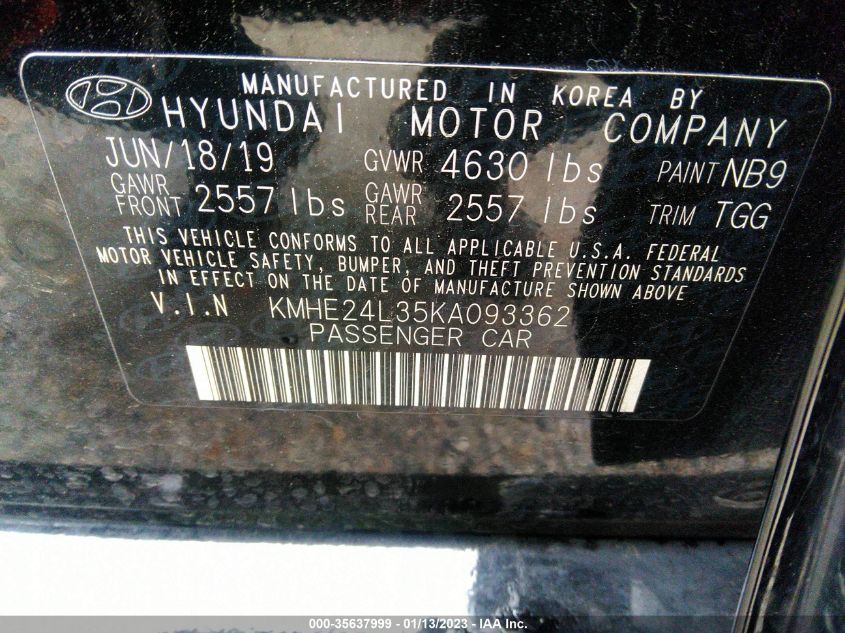 MANUFACTURED IN KOREA BY
HYUNDAI MOTOR COMPANY
JUN/18/19 GVWR 4630 lbs PAINT NB9
GAWR FRONT 2557 lbs GAWR REAR 2557 lbs TRIM TGG
THIS VEHICLE CONFORMS TO ALL APPLICABLE U.S.A. FEDERAL
MOTOR VEHICLE SAFETY, BUMPER, AND THEFT PREVENTION STANDARDS
IN EFFECT ON THE DATE OF MANUFACTURE SHOWN ABOVE
V.I.N KMHE24L35KA093362
PASSENGER CAR
000-35637999 - 01/13/2023 - IAA Inc.